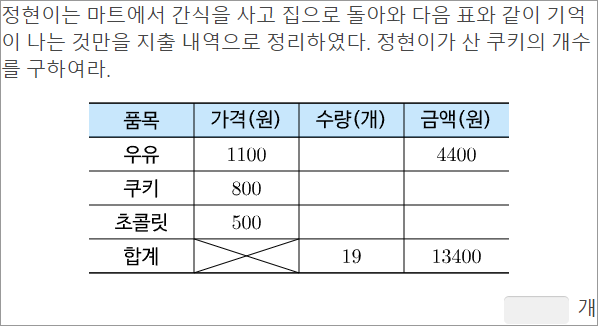 정현이는 마트에서 간식을 사고 집으로 돌아와 다음 표와 같이 기억
이 나는 것만을 지출 내역으로 정리하였다. 정현이가 산 쿠키의 개수
를 구하여라.
품목 가격(원) 수량(개) 금액(원)
우유 1100 4400
쿠키 800
초콜릿 500
합계 19 13400
개